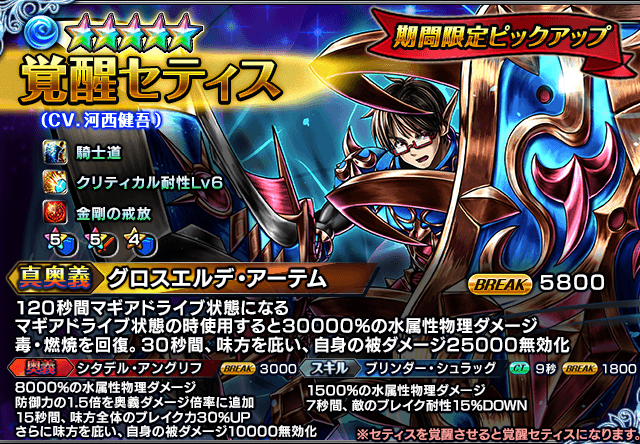 期間限定ピックアップ
覚醒セティス
(CV.河西健吾)
騎士道
クリティカル耐性Lv6
金剛の戒放
5 5 4
真奥義 グロスエルデ・アーテム BREAK 5800
120秒間マギアドライブ状態になる
マギアドライブ状態の時使用すると30000%の水属性物理ダメージ
毒・燃焼を回復。30秒間、味方を庇い、自身の被ダメージ25000無効化
奥義 シタデル・アングリフ BREAK 3000
8000%の水属性物理ダメージ
防御力の1.5倍を奥義ダメージ倍率に追加
15秒間、味方全体のブレイク力30%UP
さらに味方を庇い、自身の被ダメージ10000無効化
スキル ブリンダー・シュラッグ CT 9秒 BREAK 1800
1500%の水属性物理ダメージ
7秒間、敵のブレイク耐性15%DOWN
※セティスを覚醒させると覚醒セティスになります